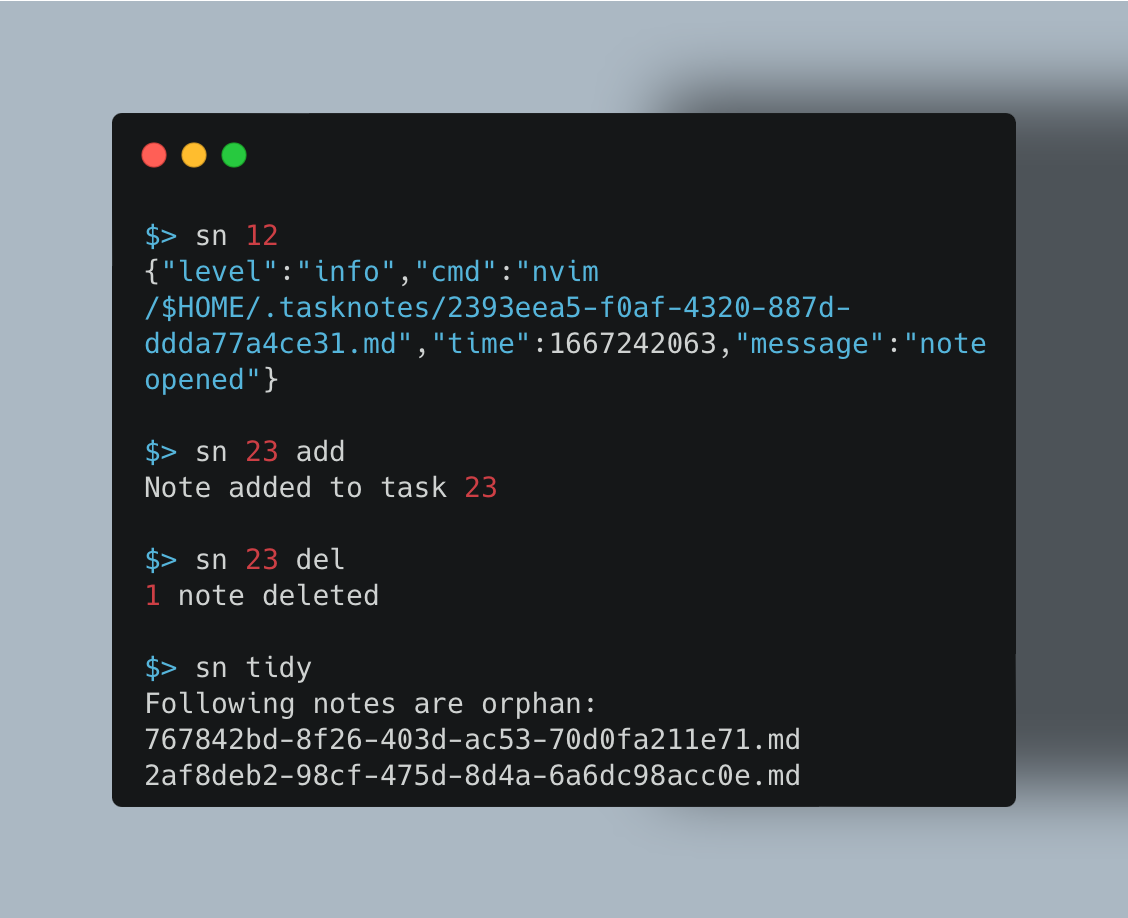 $> sn 12
{"level":"info","cmd":"nvim
/$HOME/.tasknotes/2393eea5-f0af-4320-887d-
ddda77a4ce31.md","time":1667242063,"message":"note
opened"}
$> sn 23 add
Note added to task 23
$> sn 23 del
1 note deleted
$> sn tidy
Following notes are orphan:
767842bd-8f26-403d-ac53-70d0fa211e71.md
2af8deb2-98cf-475d-8d4a-6a6dc98acc0e.md